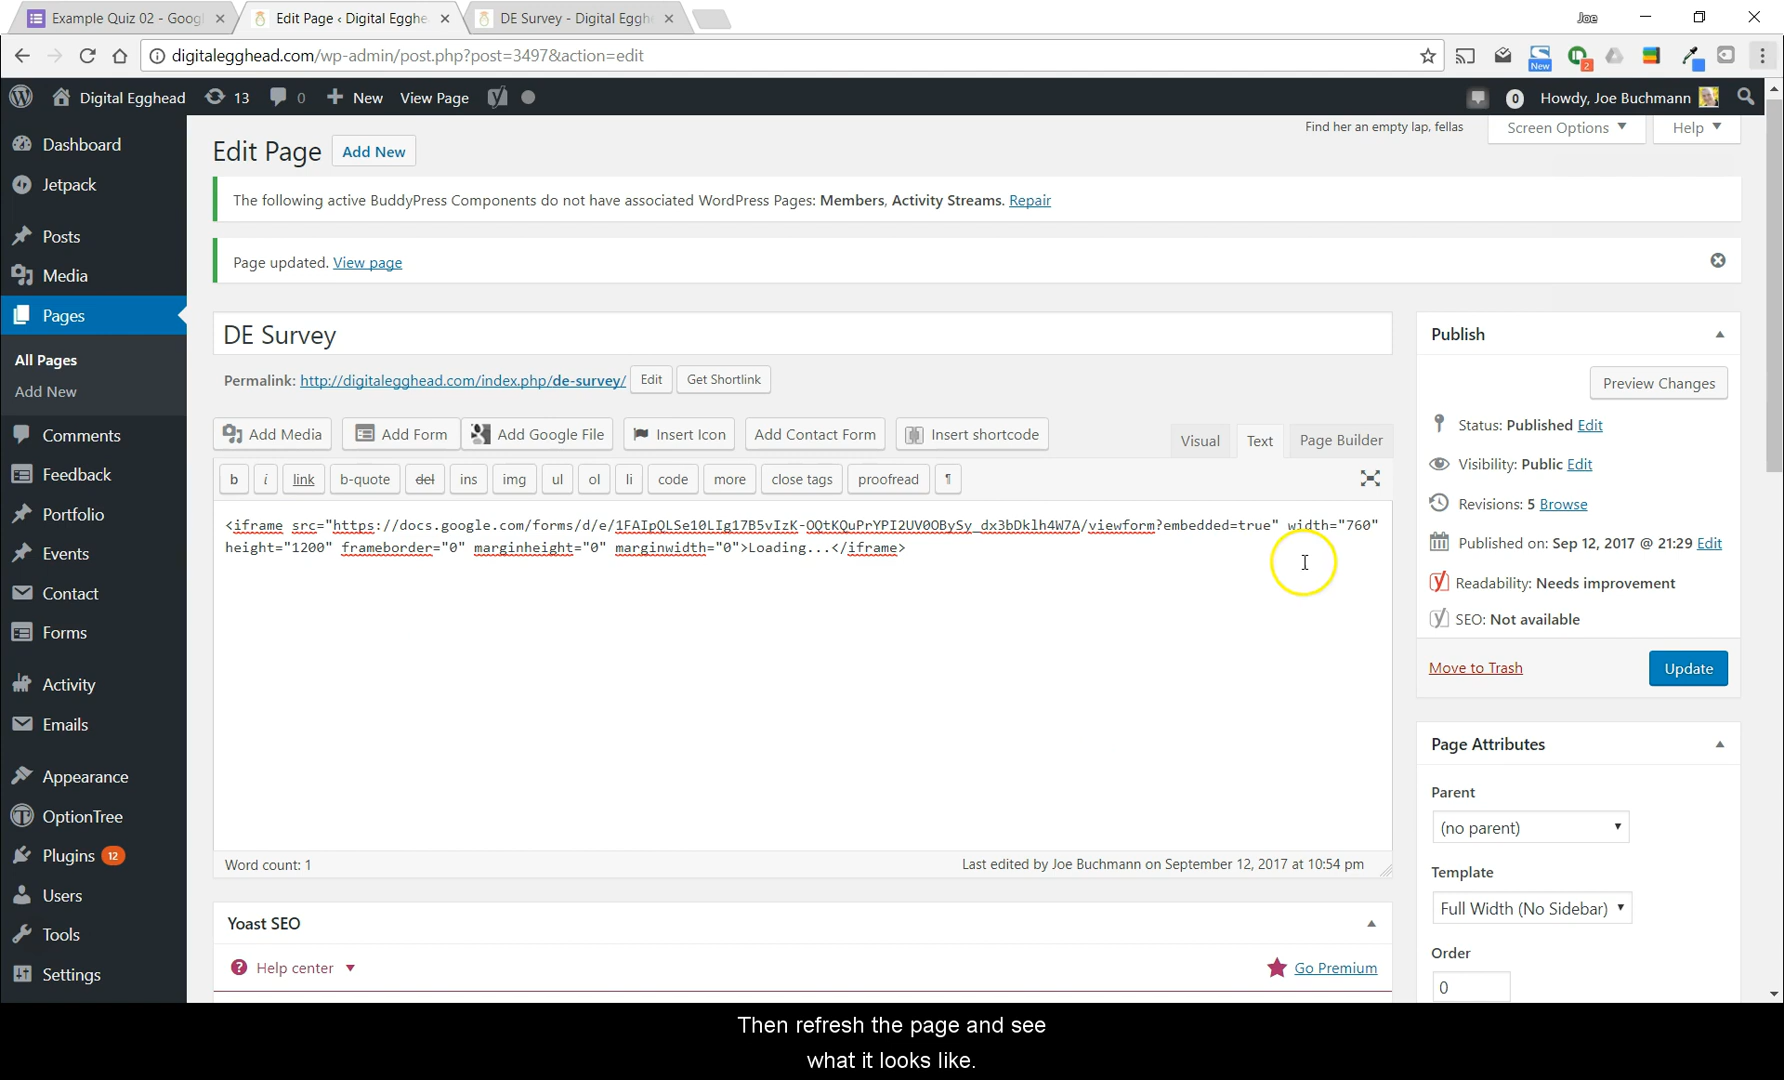 Example Quiz 02 - Googl
Edit Page ‹ Digital Egghe
DE Survey - Digital Eggh
Joe
digitalegghead.com/wp-admin/post.php?post=3497&action=edit
New
2
Digital Egghead
13
0
New
View Page
0
Howdy, Joe Buchmann
Dashboard
Jetpack
Posts
Media
Pages
All Pages
Add New
Comments
Feedback
Portfolio
Events
Contact
Forms
Activity
Emails
Appearance
OptionTree
Plugins 12
Users
Tools
Settings
Find her an empty lap, fellas
Screen Options
Help
Edit Page
Add New
The following active BuddyPress Components do not have associated WordPress Pages: Members, Activity Streams. Repair
Page updated. View page
DE Survey
Permalink: http://digitalegghead.com/index.php/de-survey/ Edit Get Shortlink
Add Media
Add Form
Add Google File
Insert Icon
Add Contact Form
Insert shortcode
Visual
Text
Page Builder
b i link b-quote del ins img ul ol li code more close tags proofread ¶
<iframe src="https://docs.google.com/forms/d/e/1FAIpQLSe10LIg17B5vIzK-OQtKQuPrYPI2UV0OBySy_dx3bDklh4W7A/viewform?embedded=true" width="760"
height="1200" frameborder="0" marginheight="0" marginwidth="0">Loading...</iframe>
Word count: 1
Last edited by Joe Buchmann on September 12, 2017 at 10:54 pm
Yoast SEO
Help center
Go Premium
Publish
Preview Changes
Status: Published Edit
Visibility: Public Edit
Revisions: 5 Browse
Published on: Sep 12, 2017 @ 21:29 Edit
Readability: Needs improvement
SEO: Not available
Move to Trash
Update
Page Attributes
Parent
(no parent)
Template
Full Width (No Sidebar)
Order
0
Then refresh the page and see
what it looks like.